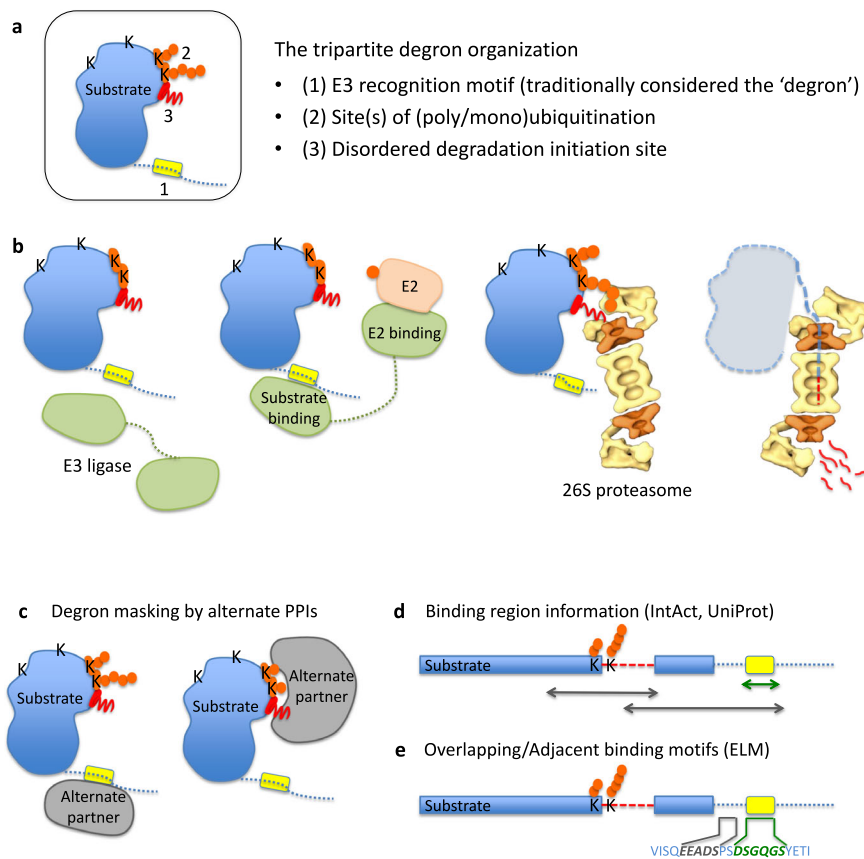 a
K
K
K
K
2
Substrate
3
1
The tripartite degron organization
• (1) E3 recognition motif (traditionally considered the ‘degron’)
• (2) Site(s) of (poly/mono)ubiquitination
• (3) Disordered degradation initiation site
b
K
K
K
K
E3 ligase
K
K
K
K
E2
E2 binding
Substrate
binding
K
K
K
K
26S proteasome
c Degron masking by alternate PPIs
K
K
K
K
Substrate
Alternate
partner
K
K
K
K
Substrate
Alternate
partner
d Binding region information (IntAct, UniProt)
Substrate
K K
e Overlapping/Adjacent binding motifs (ELM)
Substrate
K K
VISQEEADSPSDSGQGSYETI